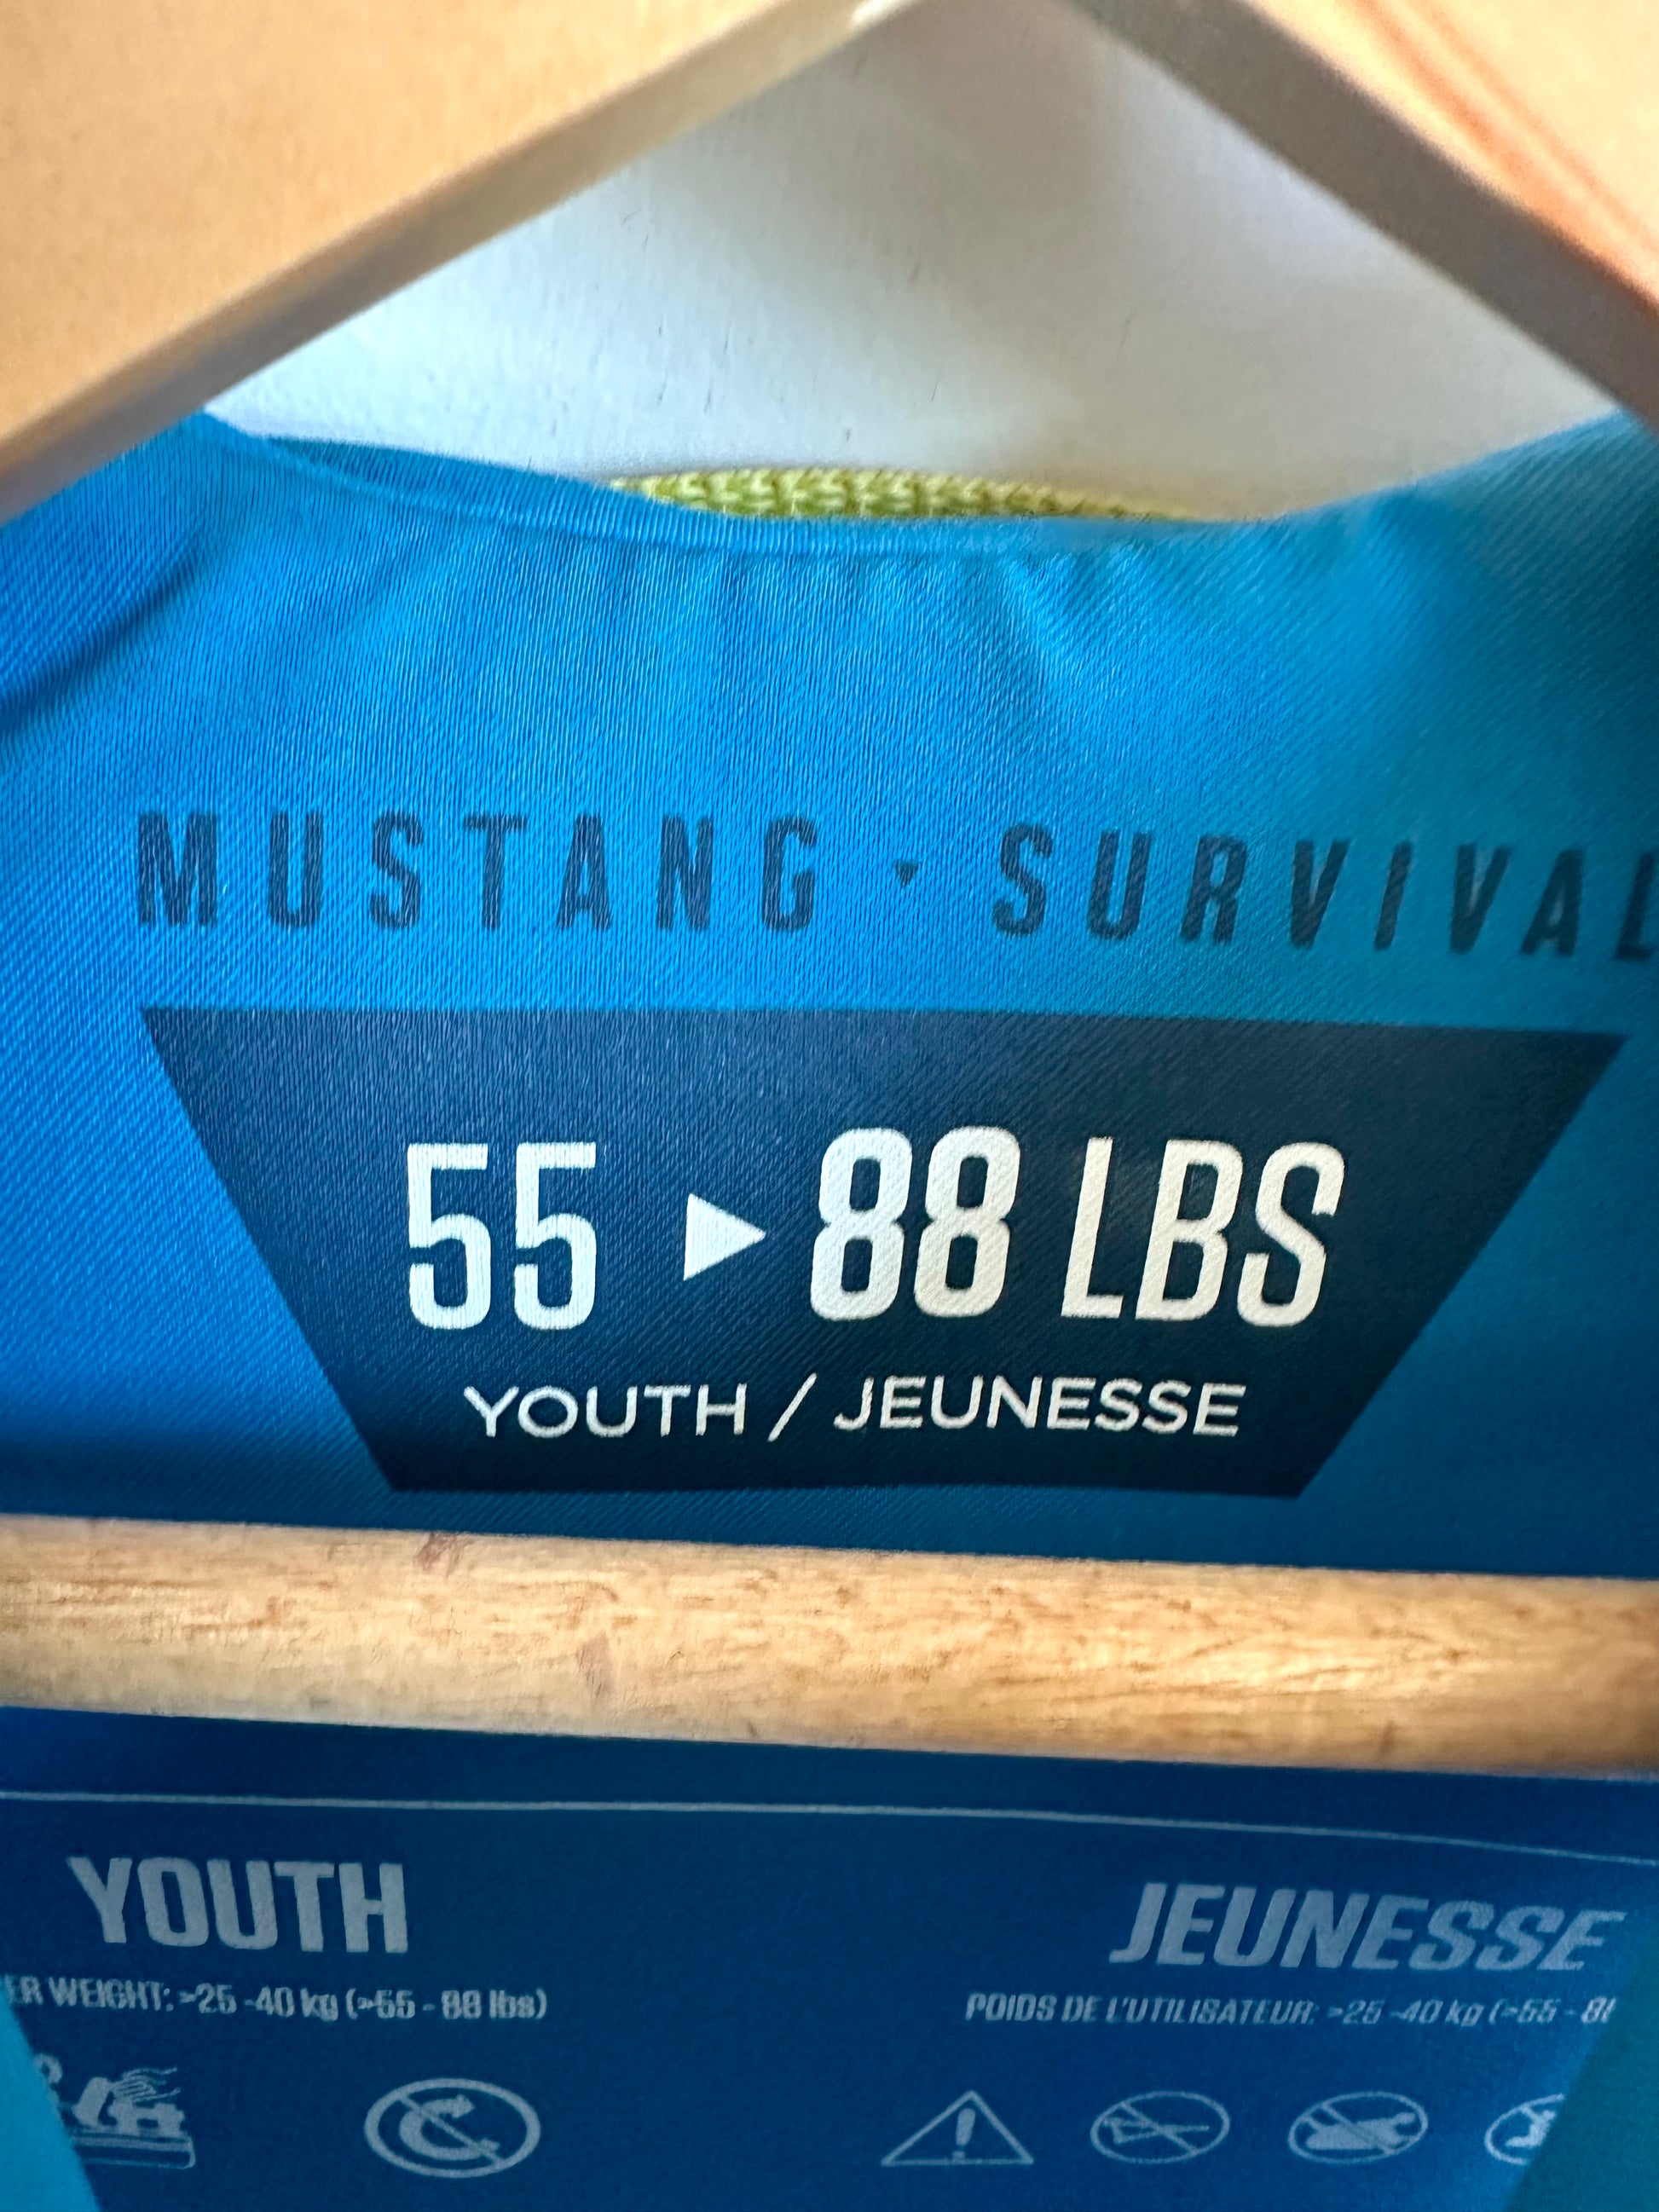 MUSTANG SURVIVAL
55 ▶ 88 LBS
YOUTH / JEUNESSE
YOUTH
WEIGHT: >25 -40 kg (>55 - 88 lbs)
JEUNESSE
POIDS DE L'UTILISATEUR: >25 -40 kg (>55 -